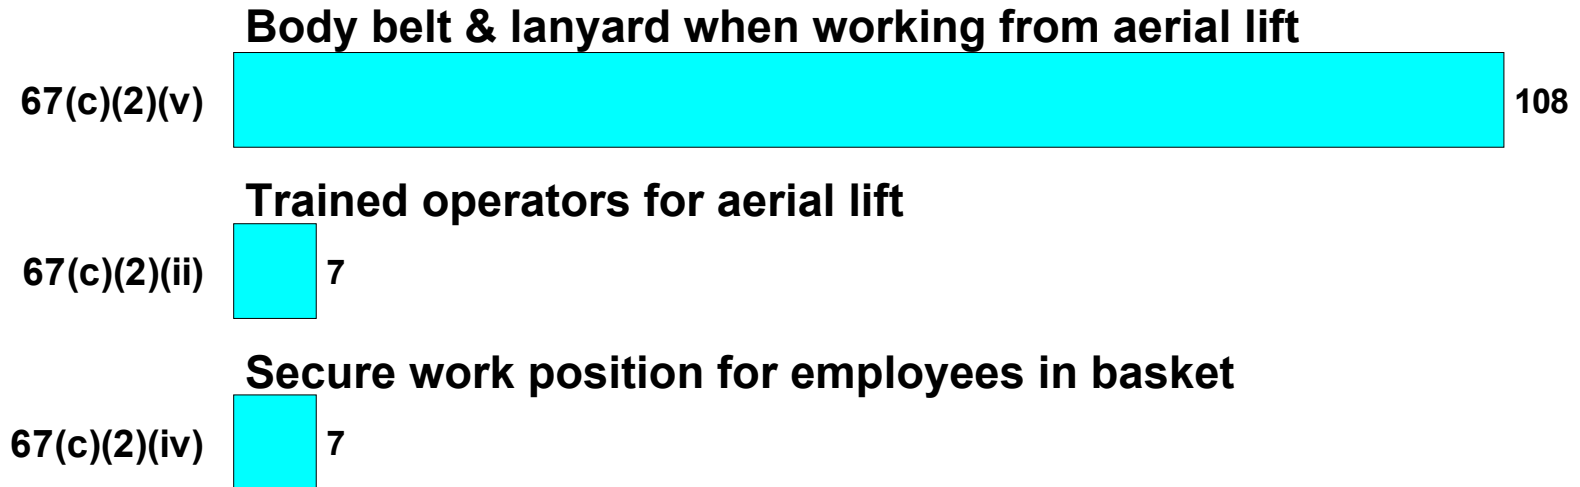 Body belt & lanyard when working from aerial lift
67(c)(2)(v) 108
Trained operators for aerial lift
67(c)(2)(ii) 7
Secure work position for employees in basket
67(c)(2)(iv) 7